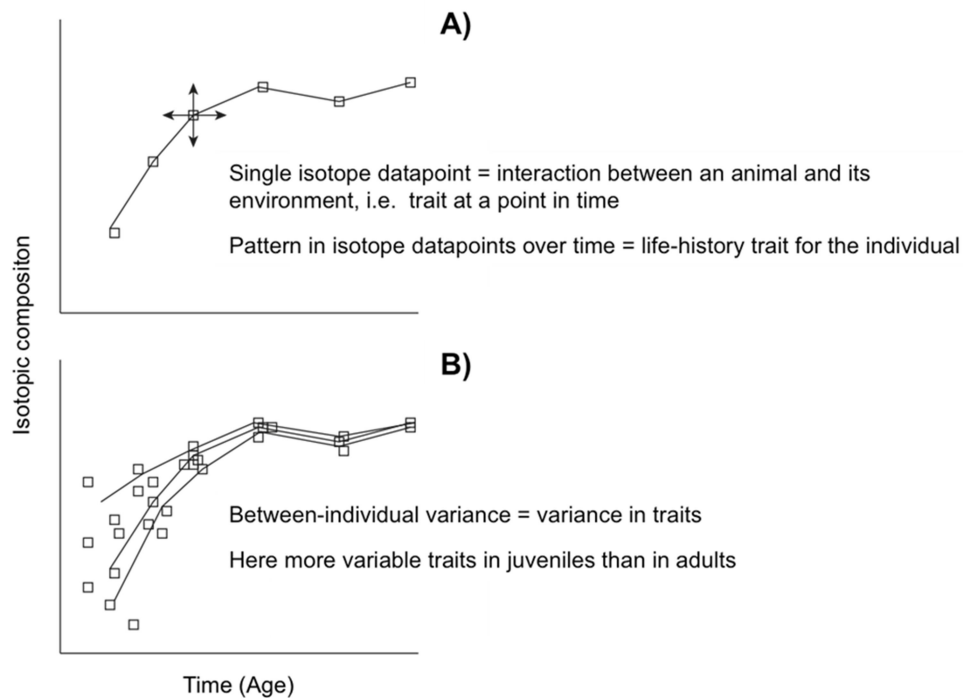 A)
Single isotope datapoint = interaction between an animal and its
environment, i.e. trait at a point in time
Pattern in isotope datapoints over time = life-history trait for the individual
Isotopic compositon
B)
Between-individual variance = variance in traits
Here more variable traits in juveniles than in adults
Time (Age)